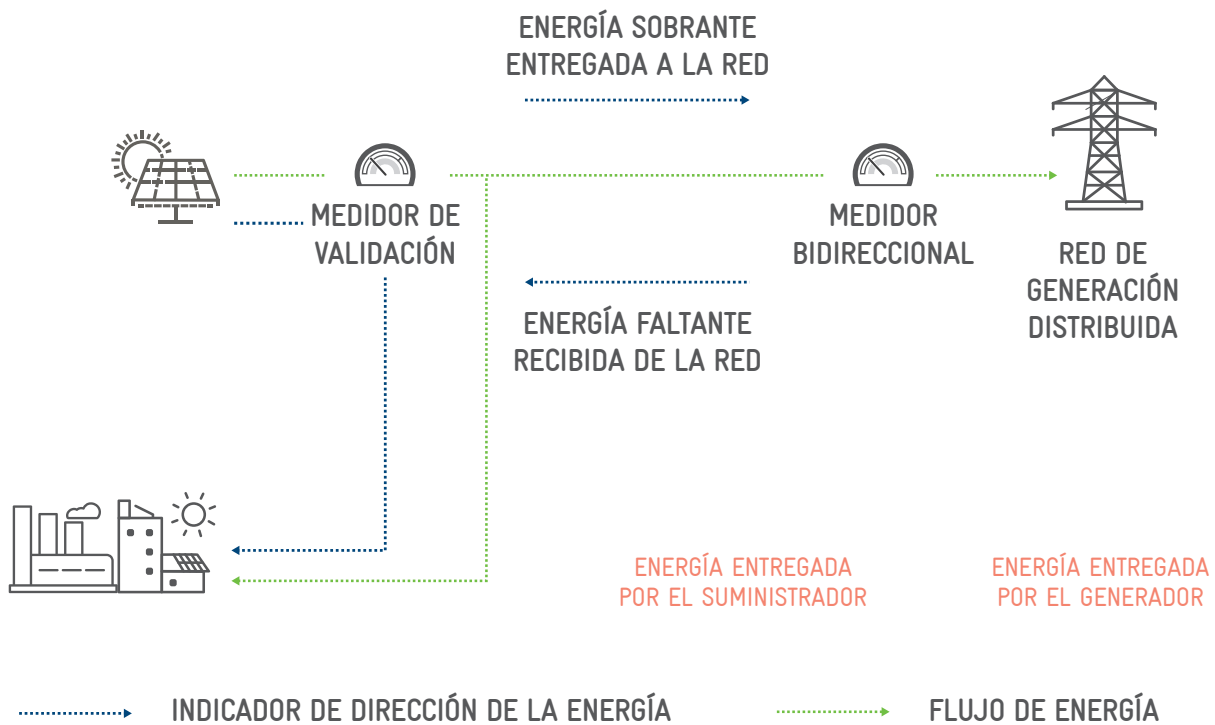 ENERGÍA SOBRANTE
ENTREGADA A LA RED
MEDIDOR DE
VALIDACIÓN
MEDIDOR
BIDIRECCIONAL
RED DE
GENERACIÓN
DISTRIBUIDA
ENERGÍA FALTANTE
RECIBIDA DE LA RED
ENERGÍA ENTREGADA
POR EL SUMINISTRADOR
ENERGÍA ENTREGADA
POR EL GENERADOR
INDICADOR DE DIRECCIÓN DE LA ENERGÍA
FLUJO DE ENERGÍA